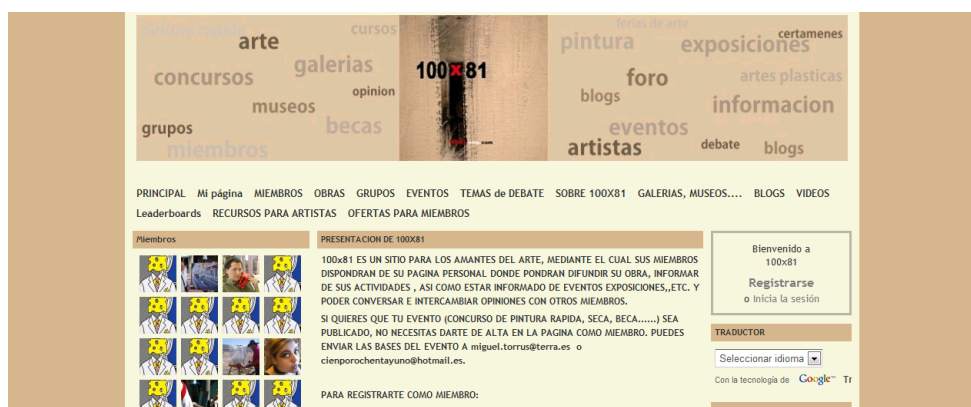 pintura rapida
cursos
ferias de arte
certamenes
arte
pintura
exposiciones
galerias
100x81
concursos
foro
artes plasticas
opinion
blogs
museos
informacion
grupos
becas
eventos
miembros
artistas
debate
blogs
PRINCIPAL Mi página MIEMBROS OBRAS GRUPOS EVENTOS TEMAS de DEBATE SOBRE 100X81 GALERIAS, MUSEOS.... BLOGS VIDEOS
Leaderboards RECURSOS PARA ARTISTAS OFERTAS PARA MIEMBROS
Miembros
PRESENTACION DE 100X81
100x81 ES UN SITIO PARA LOS AMANTES DEL ARTE, MEDIANTE EL CUAL SUS MIEMBROS
DISPONDRAN DE SU PAGINA PERSONAL DONDE PONDRAN DIFUNDIR SU OBRA, INFORMAR
DE SUS ACTIVIDADES , ASI COMO ESTAR INFORMADO DE EVENTOS EXPOSICIONES,,ETC. Y
PODER CONVERSAR E INTERCAMBIAR OPINIONES CON OTROS MIEMBROS.
SI QUIERES QUE TU EVENTO (CONCURSO DE PINTURA RAPIDA, SECA, BECA......) SEA
PUBLICADO, NO NECESITAS DARTE DE ALTA EN LA PAGINA COMO MIEMBRO. PUEDES
ENVIAR LAS BASES DEL EVENTO A miguel.torrus@terra.es o
cienporochentayuno@hotmail.es.
PARA REGISTRARTE COMO MIEMBRO:
Bienvenido a
100x81
Registrarse
o Inicia la sesión
TRADUCTOR
Seleccionar idioma
Con la tecnología de Google™ Tr